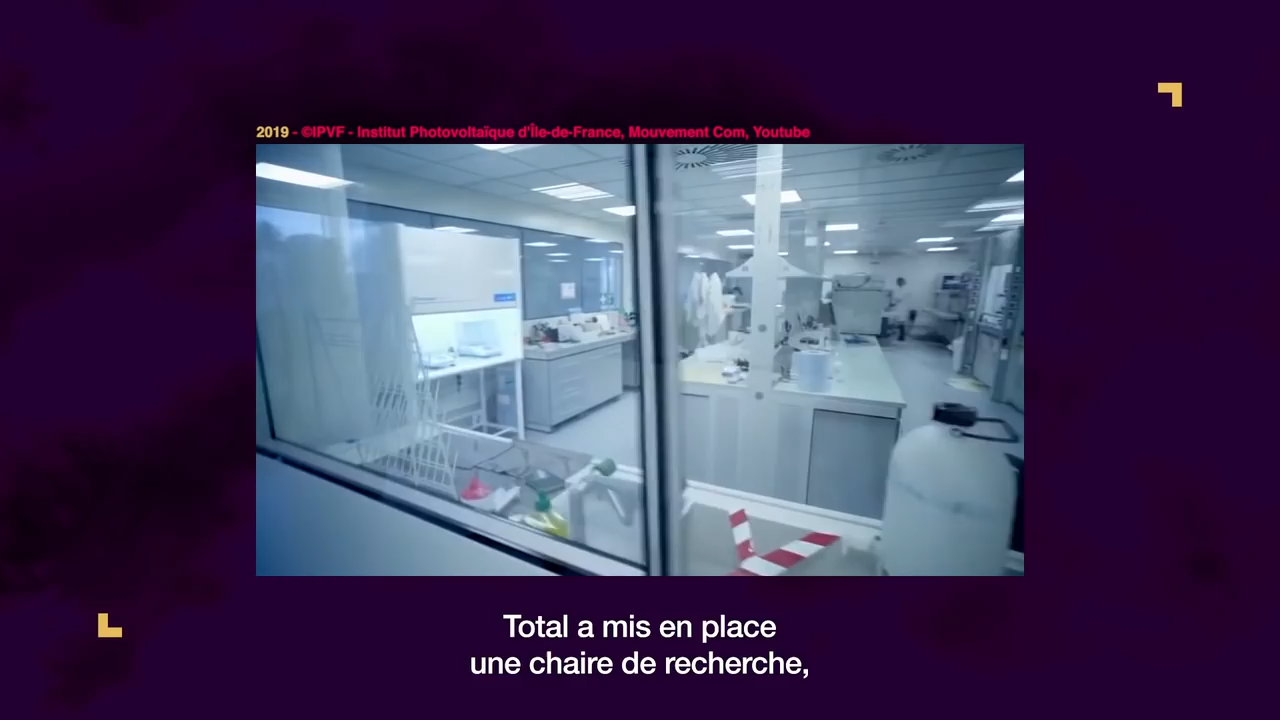 2019 - ©IPVF - Institut Photovoltaïque d'Île-de-France, Mouvement Com, Youtube
Total a mis en place
une chaire de recherche,